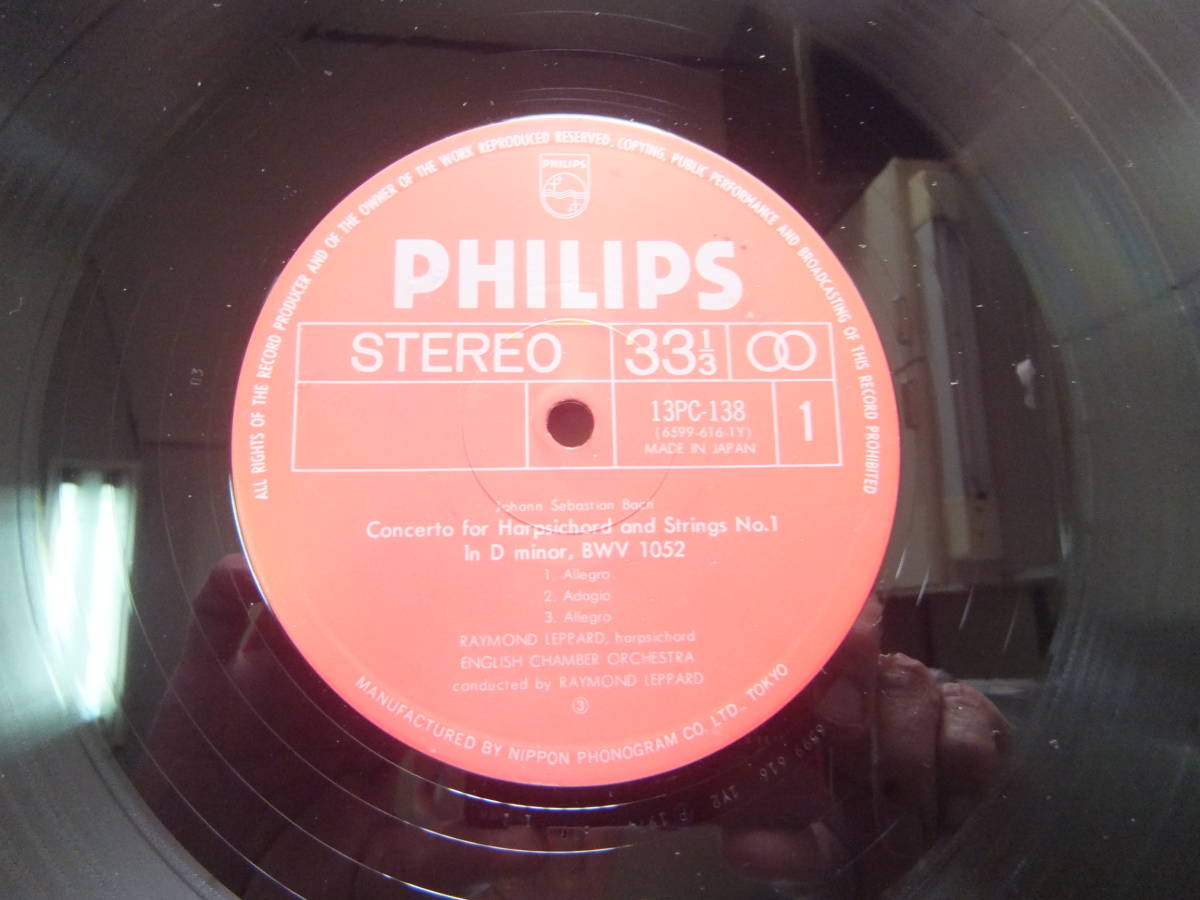 ALL RIGHTS OF THE RECORD PRODUCER AND OF THE OWNER OF THE WORK REPRODUCED RESERVED. COPYING, PUBLIC PERFORMANCE AND BROADCASTING OF THIS RECORD PROHIBITED
PHILIPS
PHILIPS
STEREO 33 1/3
13PC-138 1
(6599-616-1Y)
MADE IN JAPAN
Johann Sebastian Bach
Concerto for Harpsichord and Strings No.1
In D minor, BWV 1052
1. Allegro
2. Adagio
3. Allegro
RAYMOND LEPPARD, harpsichord
ENGLISH CHAMBER ORCHESTRA
conducted by RAYMOND LEPPARD
③
MANUFACTURED BY NIPPON PHONOGRAM CO. LTD., TOKYO
6599 616 1Y2